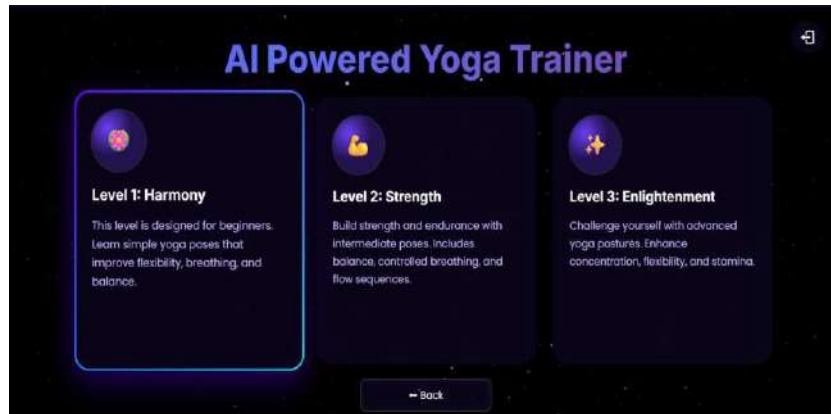 AI Powered Yoga Trainer
Level 1: Harmony
This level is designed for beginners.
Learn simple yoga poses that
improve flexibility, breathing, and
balance.
Level 2: Strength
Build strength and endurance with
intermediate poses. Includes
balance, controlled breathing, and
flow sequences.
Level 3: Enlightenment
Challenge yourself with advanced
yoga postures. Enhance
concentration, flexibility, and stamina.
← Back